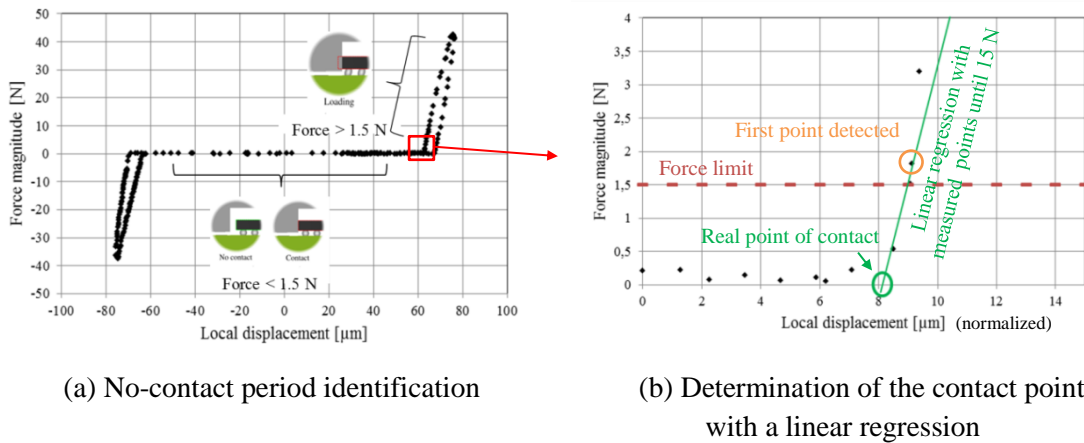 50
40
30
20
10
0
-10
-20
-30
-40
-50
Force magnitude [N]
-100 -80 -60 -40 -20 0 20 40 60 80 100
Local displacement [µm]
Loading
Force > 1.5 N
No contact
Contact
Force < 1.5 N
(a) No-contact period identification
4
3,5
3
2,5
2
1,5
1
0,5
0
Force magnitude [N]
0 2 4 6 8 10 12 14
Local displacement [µm] (normalized)
First point detected
Force limit
Real point of contact
Linear regression with
measured points until 15 N
(b) Determination of the contact point
with a linear regression